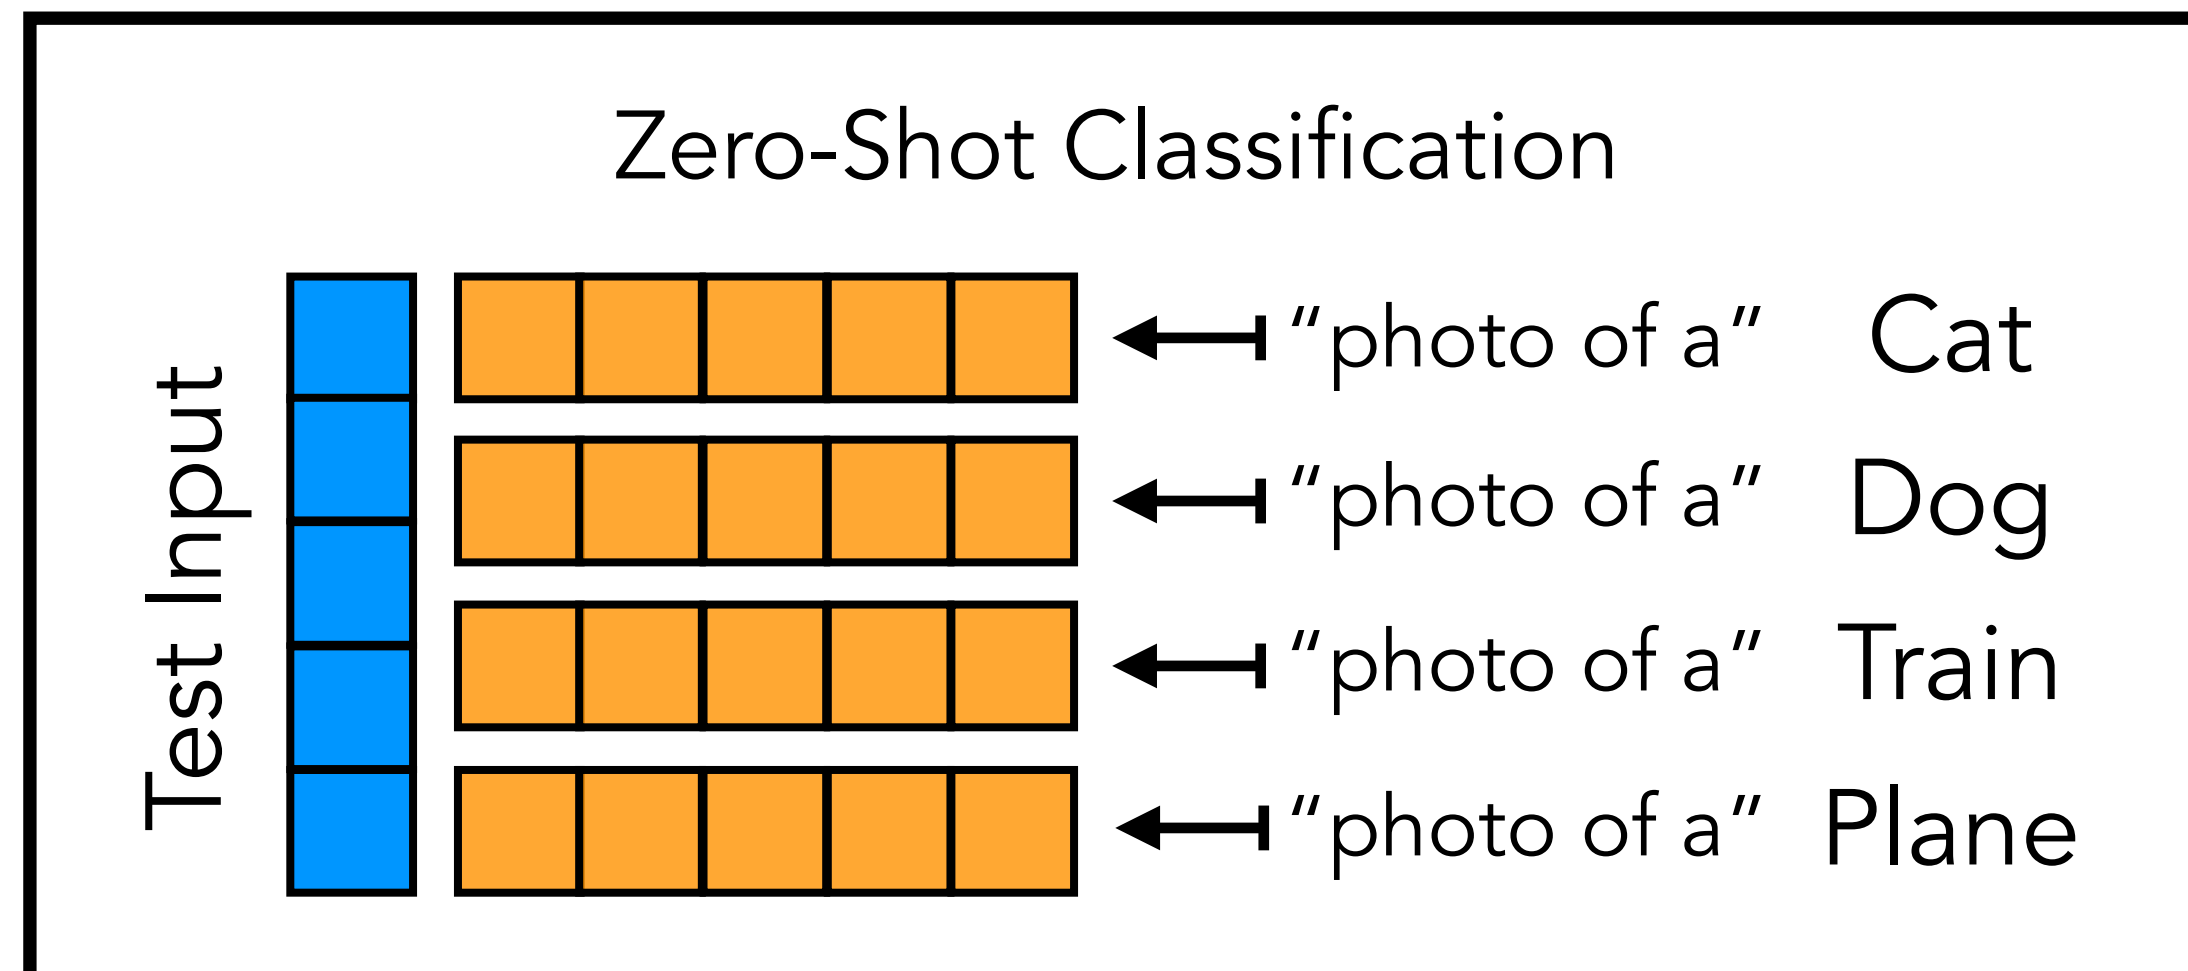 Zero-Shot Classification
Test Input
“photo of a” Cat
“photo of a” Dog
“photo of a” Train
“photo of a” Plane